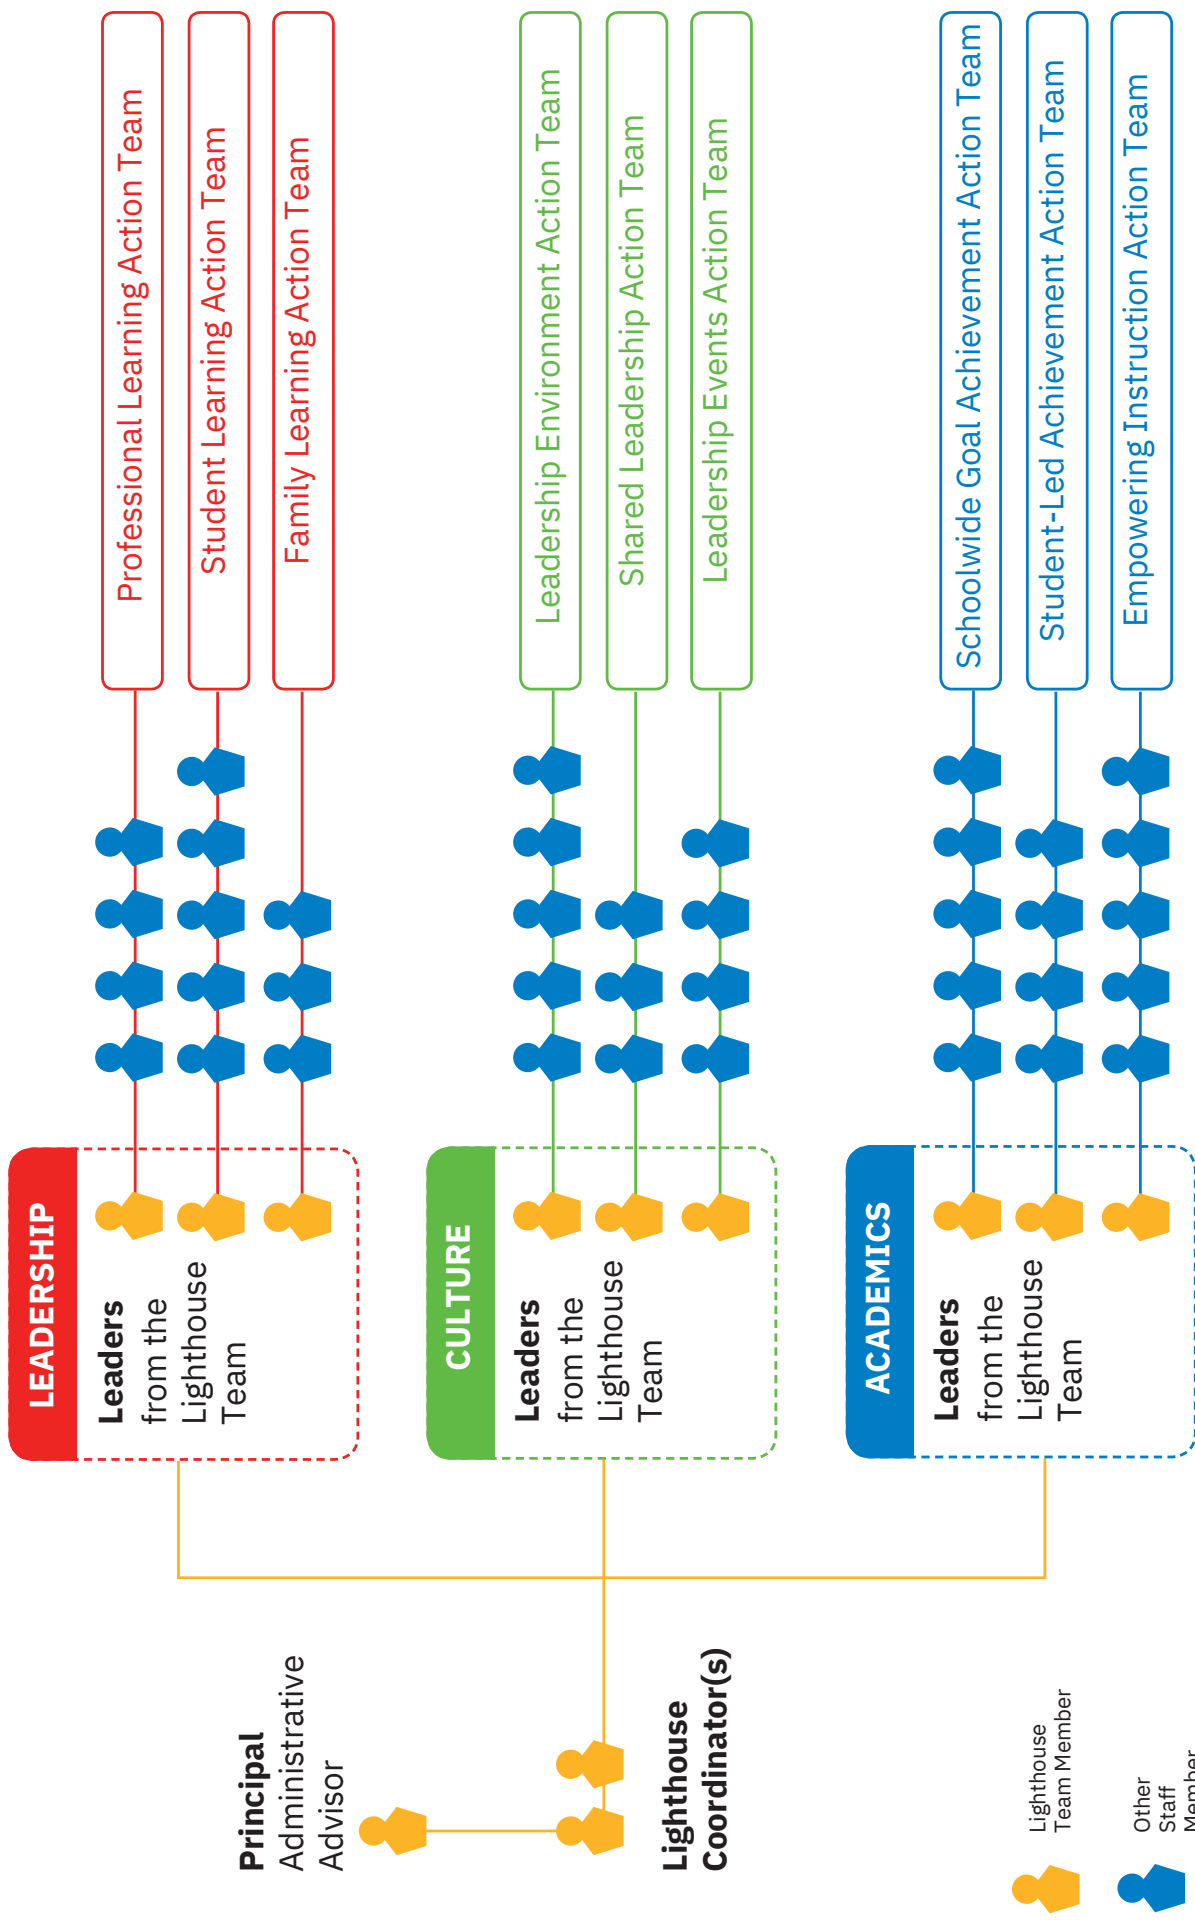 Principal
Administrative
Advisor
Lighthouse
Coordinator(s)
LEADERSHIP
Leaders
from the
Lighthouse
Team
Professional Learning Action Team
Student Learning Action Team
Family Learning Action Team
CULTURE
Leaders
from the
Lighthouse
Team
Leadership Environment Action Team
Shared Leadership Action Team
Leadership Events Action Team
ACADEMICS
Leaders
from the
Lighthouse
Team
Schoolwide Goal Achievement Action Team
Student-Led Achievement Action Team
Empowering Instruction Action Team
Lighthouse
Team Member
Other
Staff
Member